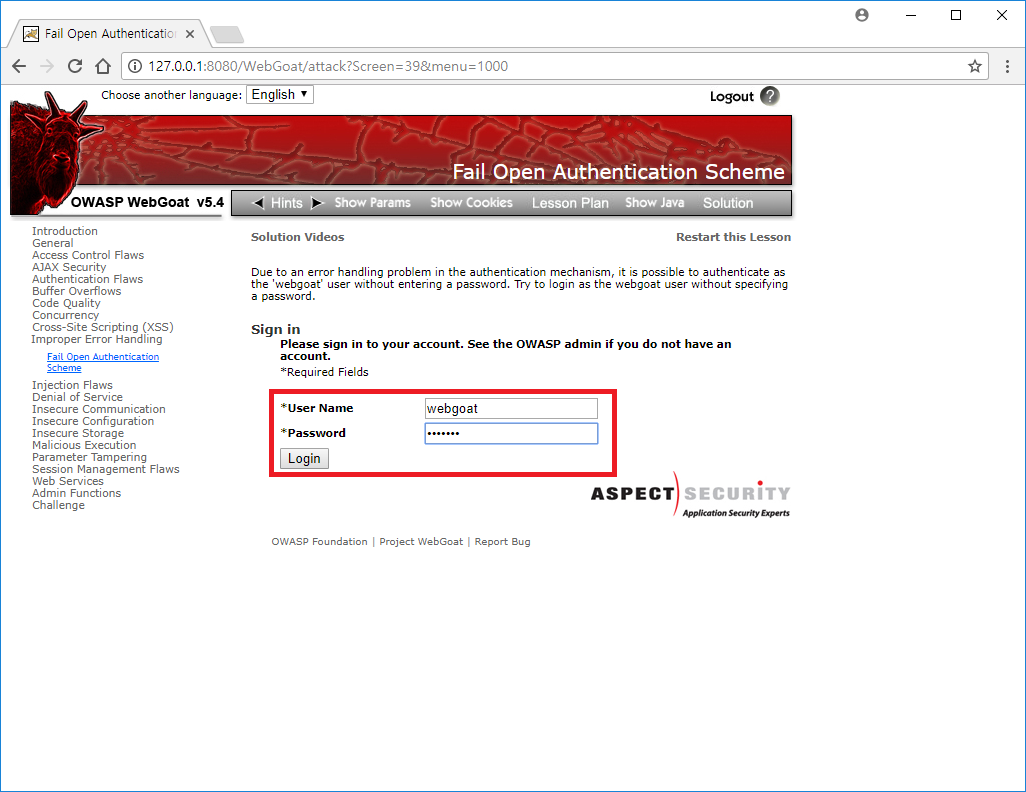 Fail Open Authentication
127.0.0.1:8080/WebGoat/attack?Screen=39&menu=1000
Choose another language: English ▼
Logout ?
Fail Open Authentication Scheme
OWASP WebGoat v5.4
◀ Hints ▶ Show Params Show Cookies Lesson Plan Show Java Solution
Introduction
General
Access Control Flaws
AJAX Security
Authentication Flaws
Buffer Overflows
Code Quality
Concurrency
Cross-Site Scripting (XSS)
Improper Error Handling
Fail Open Authentication
Scheme
Injection Flaws
Denial of Service
Insecure Communication
Insecure Configuration
Insecure Storage
Malicious Execution
Parameter Tampering
Session Management Flaws
Web Services
Admin Functions
Challenge
Solution Videos
Restart this Lesson
Due to an error handling problem in the authentication mechanism, it is possible to authenticate as
the 'webgoat' user without entering a password. Try to login as the webgoat user without specifying
a password.
Sign in
Please sign in to your account. See the OWASP admin if you do not have an
account.
*Required Fields
*User Name webgoat
*Password •••••••
Login
ASPECT SECURITY
Application Security Experts
OWASP Foundation | Project WebGoat | Report Bug